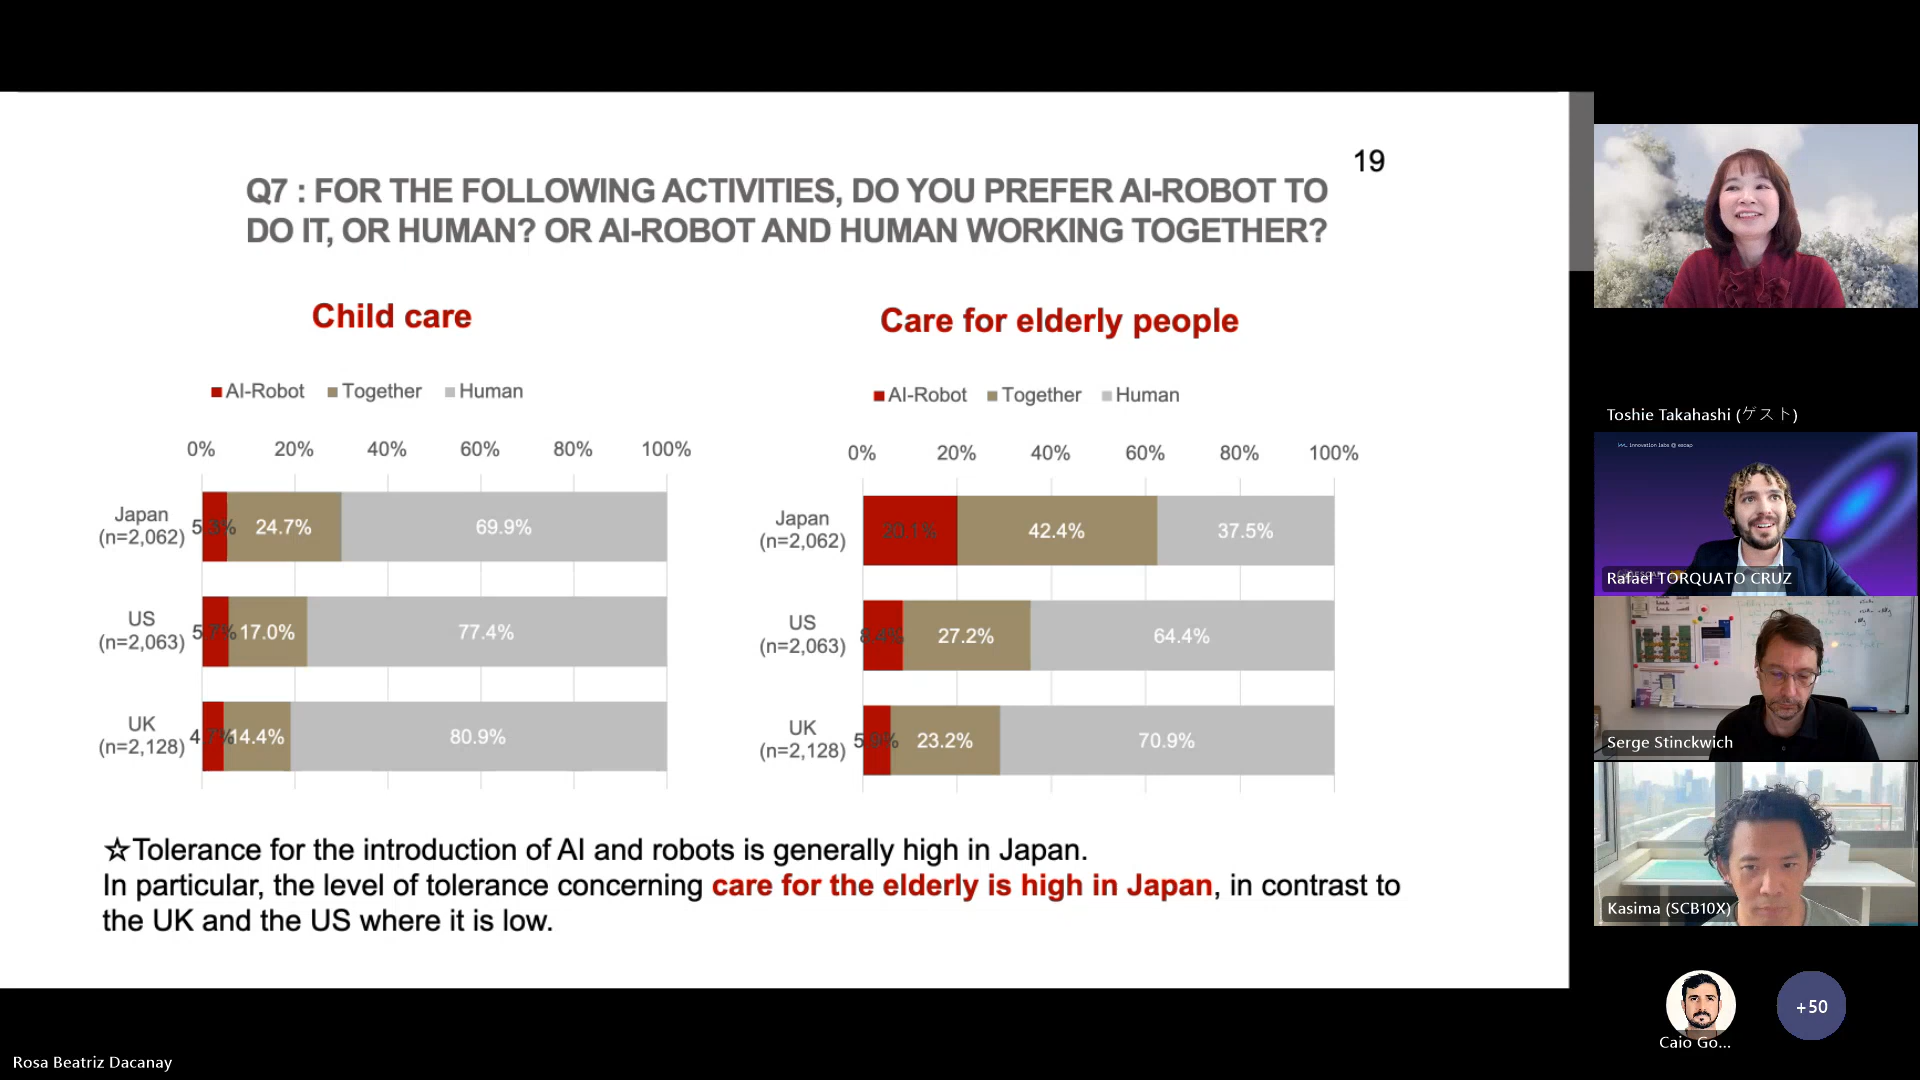 19
Q7 : FOR THE FOLLOWING ACTIVITIES, DO YOU PREFER AI-ROBOT TO
DO IT, OR HUMAN? OR AI-ROBOT AND HUMAN WORKING TOGETHER?
Child care
AI-Robot Together Human
0% 20% 40% 60% 80% 100%
Japan
(n=2,062)
5.3% 24.7% 69.9%
US
(n=2,063)
5.7% 17.0% 77.4%
UK
(n=2,128)
4.7% 14.4% 80.9%
Care for elderly people
AI-Robot Together Human
0% 20% 40% 60% 80% 100%
Japan
(n=2,062)
20.1% 42.4% 37.5%
US
(n=2,063)
8.4% 27.2% 64.4%
UK
(n=2,128)
5.9% 23.2% 70.9%
☆Tolerance for the introduction of AI and robots is generally high in Japan.
In particular, the level of tolerance concerning care for the elderly is high in Japan, in contrast to
the UK and the US where it is low.
Toshie Takahashi (ゲスト)
innovation labs @ escap
Rafael TORQUATO CRUZ
Serge Stinckwich
Kasima (SCB10X)
Caio Go...
+50
Rosa Beatriz Dacanay